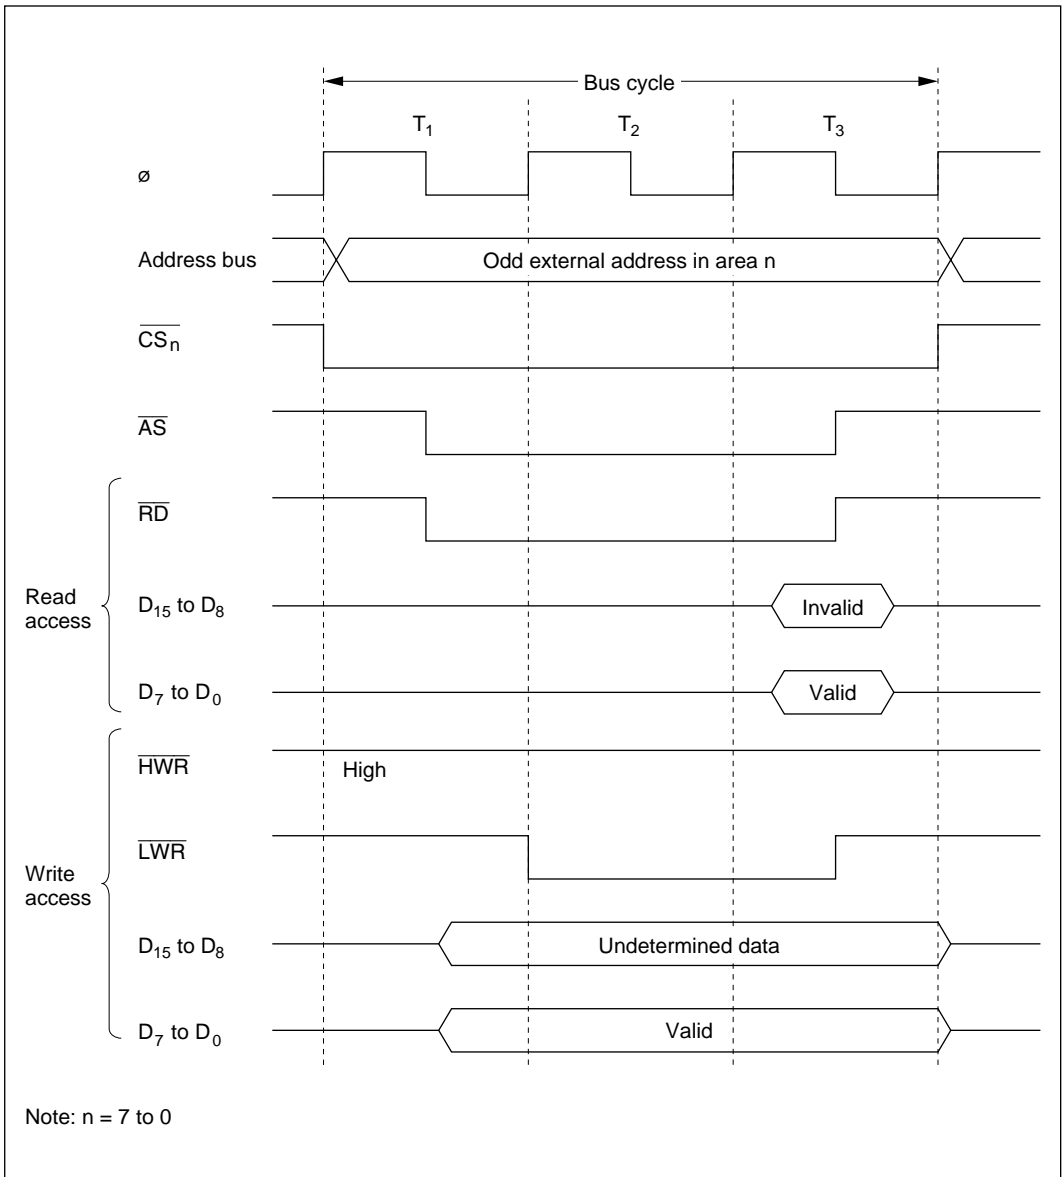 Bus cycle
T1 T2 T3
ø
Address bus Odd external address in area n
CSn
AS
RD
Read access
D15 to D8 Invalid
D7 to D0 Valid
HWR High
LWR
Write access
D15 to D8 Undetermined data
D7 to D0 Valid
Note: n = 7 to 0